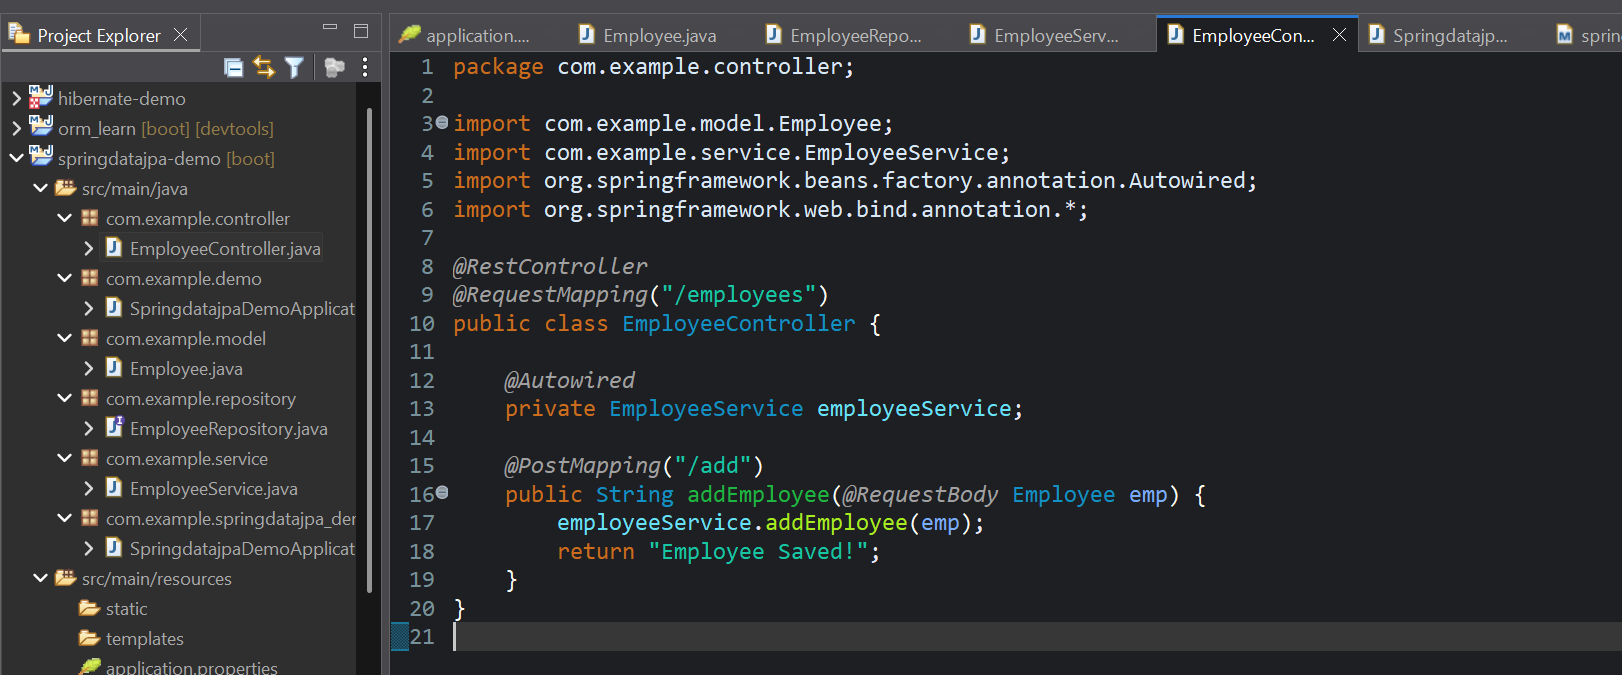 Project Explorer
hibernate-demo
orm_learn [boot] [devtools]
springdatajpa-demo [boot]
src/main/java
com.example.controller
EmployeeController.java
com.example.demo
SpringdatajpaDemoApplicat
com.example.model
Employee.java
com.example.repository
EmployeeRepository.java
com.example.service
EmployeeService.java
com.example.springdatajpa_der
SpringdatajpaDemoApplicat
src/main/resources
static
templates
application.properties
application.... Employee.java EmployeeRepo... EmployeeServ... EmployeeCon... Springdatajp... sprin
1 package com.example.controller;
2
3 import com.example.model.Employee;
4 import com.example.service.EmployeeService;
5 import org.springframework.beans.factory.annotation.Autowired;
6 import org.springframework.web.bind.annotation.*;
7
8 @RestController
9 @RequestMapping("/employees")
10 public class EmployeeController {
11
12 @Autowired
13 private EmployeeService employeeService;
14
15 @PostMapping("/add")
16 public String addEmployee(@RequestBody Employee emp) {
17 employeeService.addEmployee(emp);
18 return "Employee Saved!";
19 }
20 }
21